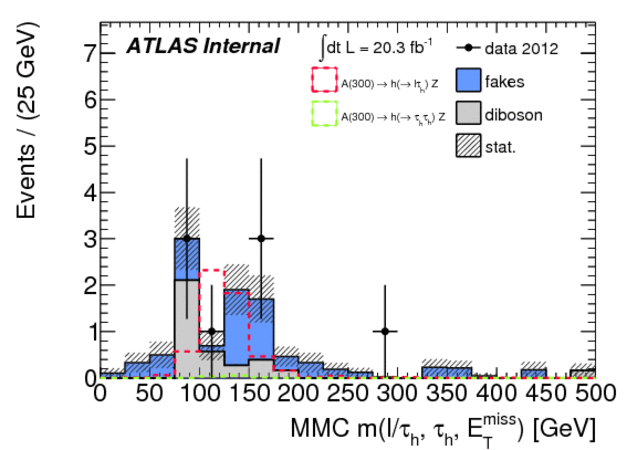 ATLAS Internal
∫dt L = 20.3 fb⁻¹
data 2012
A(300) → h(→ lτh) Z
fakes
A(300) → h(→ τhτh) Z
diboson
stat.
Events / (25 GeV)
7
6
5
4
3
2
1
0
0 50 100 150 200 250 300 350 400 450 500
MMC m(l/τh, τh, ETmiss) [GeV]